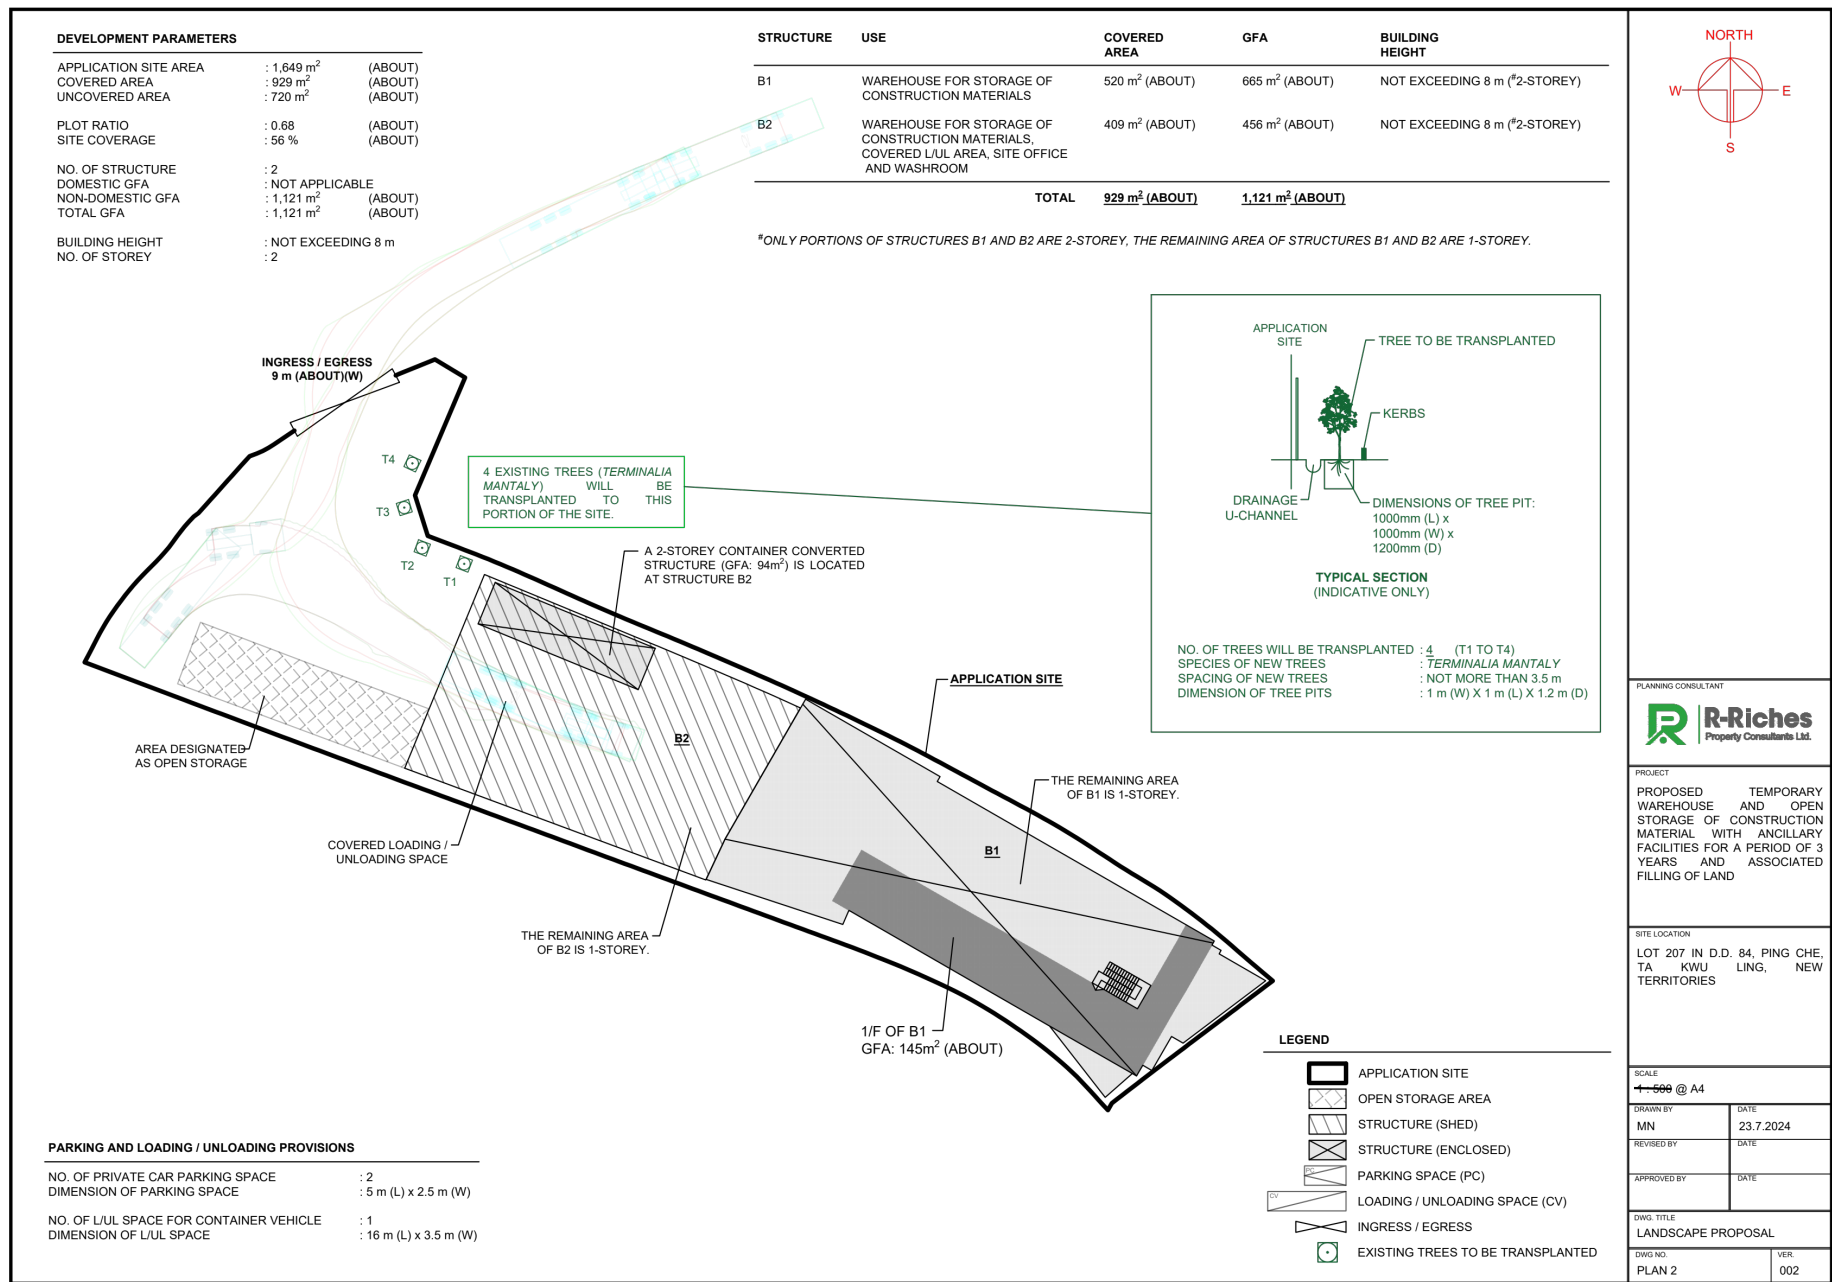 DEVELOPMENT PARAMETERS
APPLICATION SITE AREA : 1,649 m² (ABOUT)
COVERED AREA : 929 m² (ABOUT)
UNCOVERED AREA : 720 m² (ABOUT)
PLOT RATIO : 0.68 (ABOUT)
SITE COVERAGE : 56 % (ABOUT)
NO. OF STRUCTURE : 2
DOMESTIC GFA : NOT APPLICABLE
NON-DOMESTIC GFA : 1,121 m² (ABOUT)
TOTAL GFA : 1,121 m² (ABOUT)
BUILDING HEIGHT : NOT EXCEEDING 8 m
NO. OF STOREY : 2
STRUCTURE USE COVERED GFA BUILDING
AREA HEIGHT
B1 WAREHOUSE FOR STORAGE OF 520 m² (ABOUT) 665 m² (ABOUT) NOT EXCEEDING 8 m (#2-STOREY)
CONSTRUCTION MATERIALS
B2 WAREHOUSE FOR STORAGE OF 409 m² (ABOUT) 456 m² (ABOUT) NOT EXCEEDING 8 m (#2-STOREY)
CONSTRUCTION MATERIALS,
COVERED L/UL AREA, SITE OFFICE
AND WASHROOM
TOTAL 929 m² (ABOUT) 1,121 m² (ABOUT)
#ONLY PORTIONS OF STRUCTURES B1 AND B2 ARE 2-STOREY, THE REMAINING AREA OF STRUCTURES B1 AND B2 ARE 1-STOREY.
NORTH
W E
S
INGRESS / EGRESS
9 m (ABOUT)(W)
T4
T3
T2
T1
4 EXISTING TREES (TERMINALIA
MANTALY) WILL BE
TRANSPLANTED TO THIS
PORTION OF THE SITE.
A 2-STOREY CONTAINER CONVERTED
STRUCTURE (GFA: 94m²) IS LOCATED
AT STRUCTURE B2
APPLICATION
SITE
TREE TO BE TRANSPLANTED
KERBS
DRAINAGE
U-CHANNEL
DIMENSIONS OF TREE PIT:
1000mm (L) x
1000mm (W) x
1200mm (D)
TYPICAL SECTION
(INDICATIVE ONLY)
NO. OF TREES WILL BE TRANSPLANTED : 4 (T1 TO T4)
SPECIES OF NEW TREES : TERMINALIA MANTALY
SPACING OF NEW TREES : NOT MORE THAN 3.5 m
DIMENSION OF TREE PITS : 1 m (W) X 1 m (L) X 1.2 m (D)
APPLICATION SITE
B2
AREA DESIGNATED
AS OPEN STORAGE
THE REMAINING AREA
OF B1 IS 1-STOREY.
COVERED LOADING /
UNLOADING SPACE
B1
THE REMAINING AREA
OF B2 IS 1-STOREY.
1/F OF B1
GFA: 145m² (ABOUT)
LEGEND
APPLICATION SITE
OPEN STORAGE AREA
STRUCTURE (SHED)
STRUCTURE (ENCLOSED)
PC
PARKING SPACE (PC)
CV
LOADING / UNLOADING SPACE (CV)
INGRESS / EGRESS
EXISTING TREES TO BE TRANSPLANTED
PARKING AND LOADING / UNLOADING PROVISIONS
NO. OF PRIVATE CAR PARKING SPACE : 2
DIMENSION OF PARKING SPACE : 5 m (L) x 2.5 m (W)
NO. OF L/UL SPACE FOR CONTAINER VEHICLE : 1
DIMENSION OF L/UL SPACE : 16 m (L) x 3.5 m (W)
PLANNING CONSULTANT
R-Riches
Property Consultants Ltd.
PROJECT
PROPOSED TEMPORARY
WAREHOUSE AND OPEN
STORAGE OF CONSTRUCTION
MATERIAL WITH ANCILLARY
FACILITIES FOR A PERIOD OF 3
YEARS AND ASSOCIATED
FILLING OF LAND
SITE LOCATION
LOT 207 IN D.D. 84, PING CHE,
TA KWU LING, NEW
TERRITORIES
SCALE
1 : 500 @ A4
DRAWN BY DATE
MN 23.7.2024
REVISED BY DATE
APPROVED BY DATE
DWG. TITLE
LANDSCAPE PROPOSAL
DWG NO. VER.
PLAN 2 002